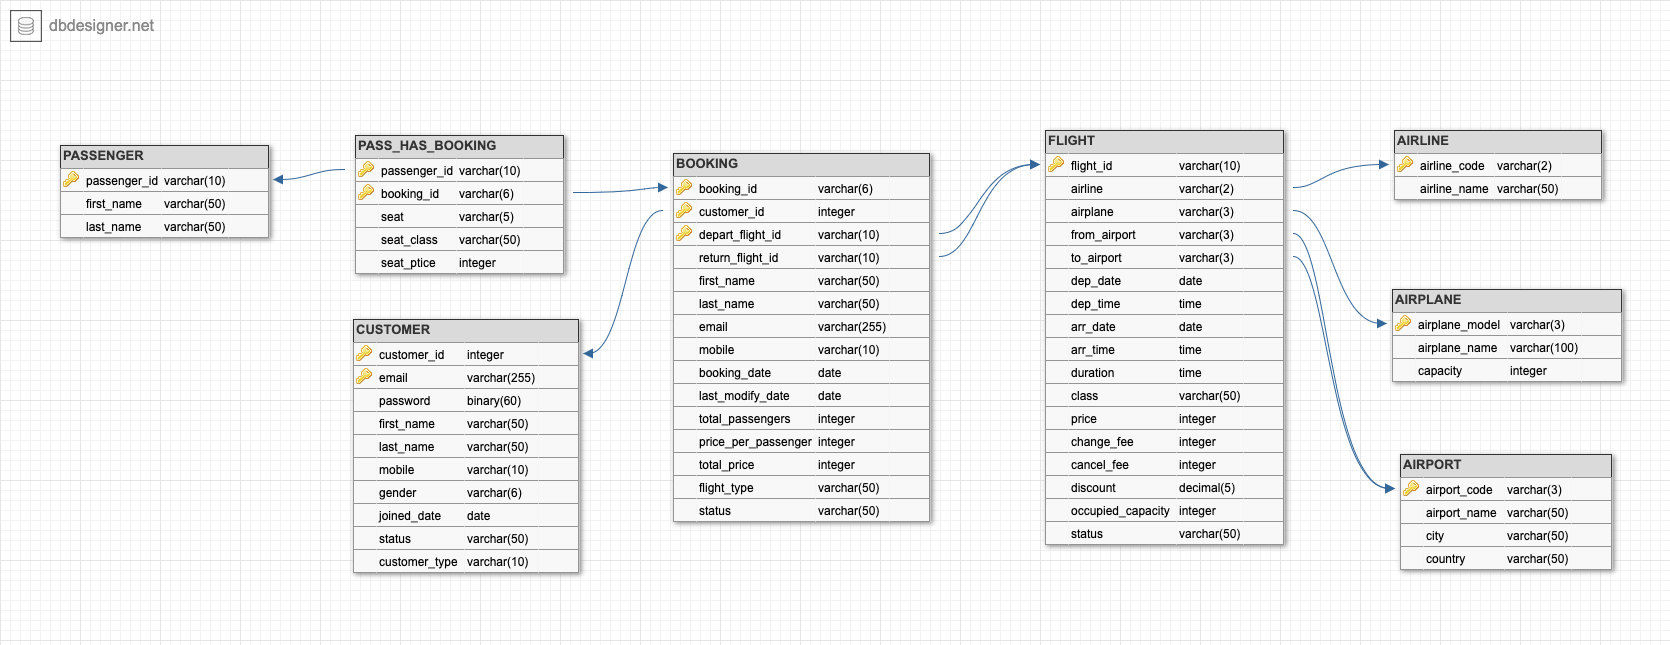 dbdesigner.net
PASSENGER
passenger_id varchar(10)
first_name varchar(50)
last_name varchar(50)
PASS_HAS_BOOKING
passenger_id varchar(10)
booking_id varchar(6)
seat varchar(5)
seat_class varchar(50)
seat_ptice integer
CUSTOMER
customer_id integer
email varchar(255)
password binary(60)
first_name varchar(50)
last_name varchar(50)
mobile varchar(10)
gender varchar(6)
joined_date date
status varchar(50)
customer_type varchar(10)
BOOKING
booking_id varchar(6)
customer_id integer
depart_flight_id varchar(10)
return_flight_id varchar(10)
first_name varchar(50)
last_name varchar(50)
email varchar(255)
mobile varchar(10)
booking_date date
last_modify_date date
total_passengers integer
price_per_passenger integer
total_price integer
flight_type varchar(50)
status varchar(50)
FLIGHT
flight_id varchar(10)
airline varchar(2)
airplane varchar(3)
from_airport varchar(3)
to_airport varchar(3)
dep_date date
dep_time time
arr_date date
arr_time time
duration time
class varchar(50)
price integer
change_fee integer
cancel_fee integer
discount decimal(5)
occupied_capacity integer
status varchar(50)
AIRLINE
airline_code varchar(2)
airline_name varchar(50)
AIRPLANE
airplane_model varchar(3)
airplane_name varchar(100)
capacity integer
AIRPORT
airport_code varchar(3)
airport_name varchar(50)
city varchar(50)
country varchar(50)